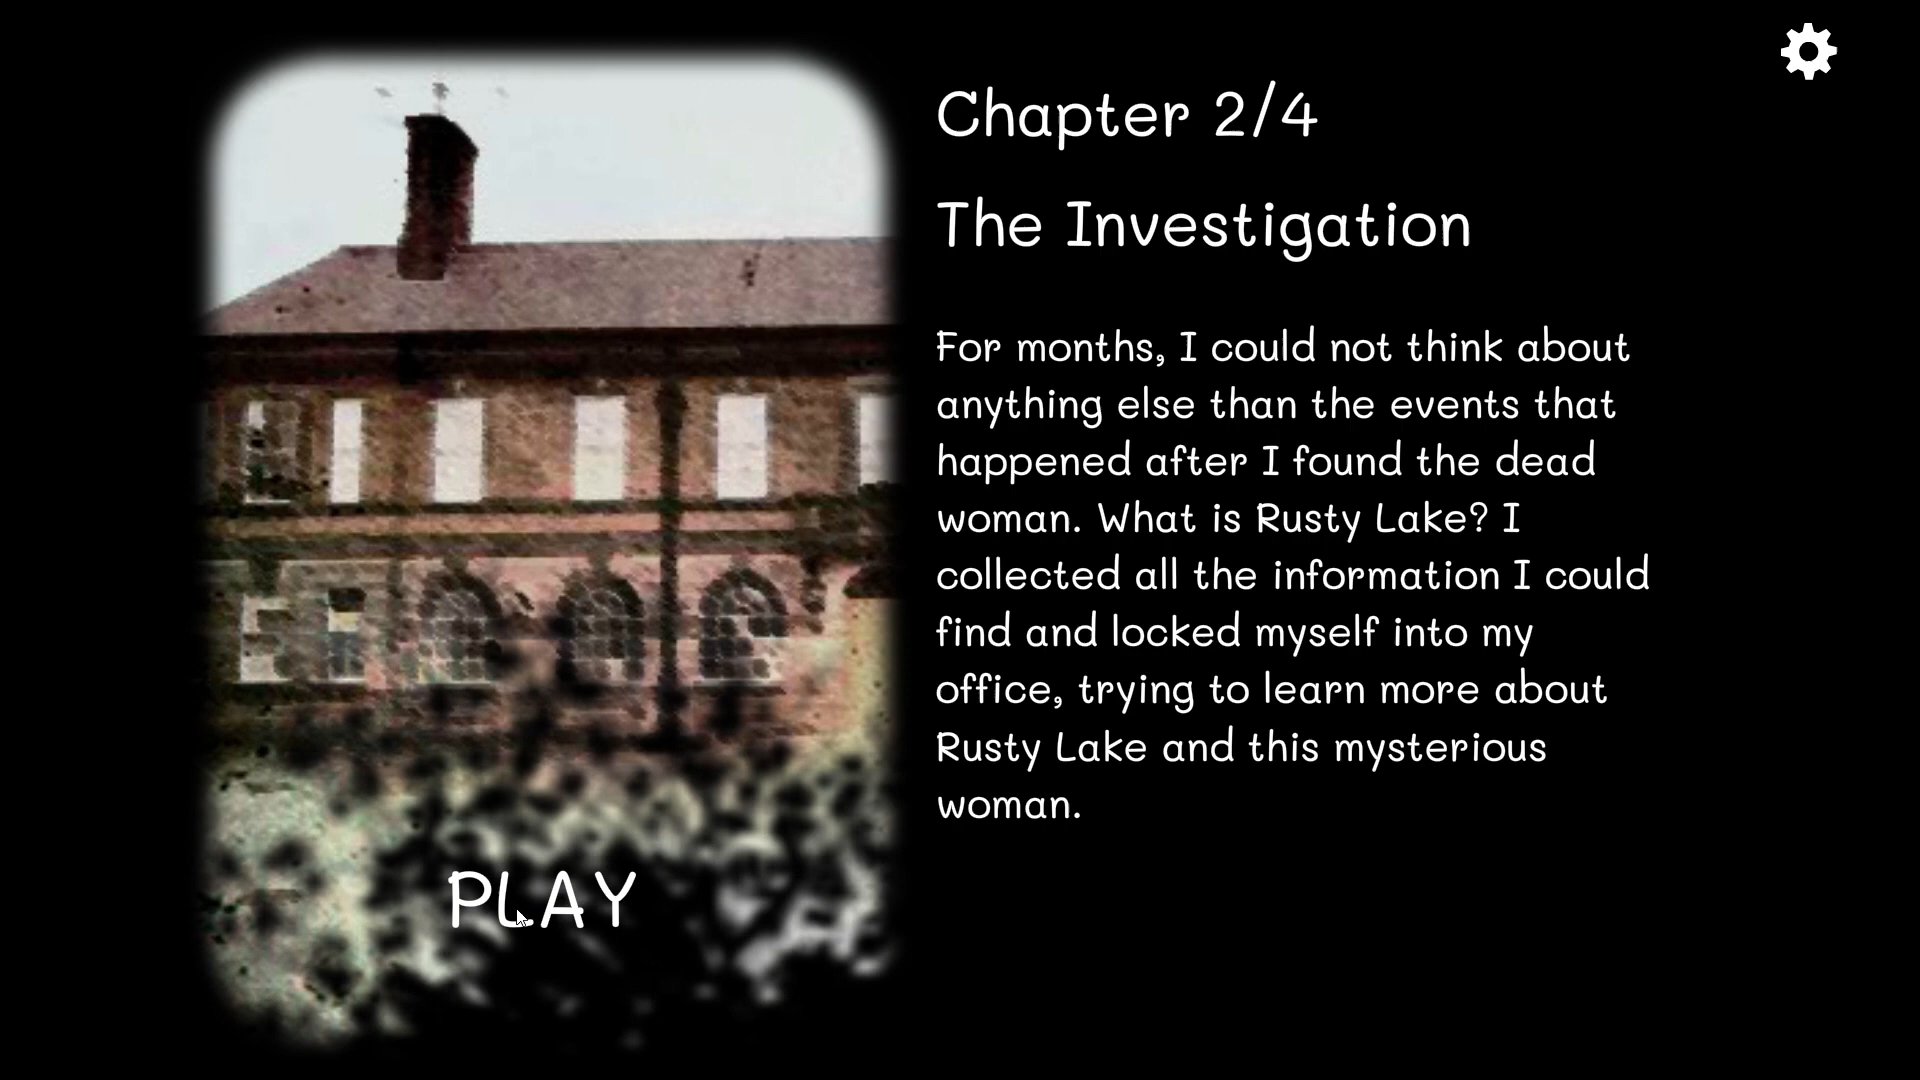 Chapter 2/4
The Investigation
For months, I could not think about
anything else than the events that
happened after I found the dead
woman. What is Rusty Lake? I
collected all the information I could
find and locked myself into my
office, trying to learn more about
Rusty Lake and this mysterious
woman.
PLAY